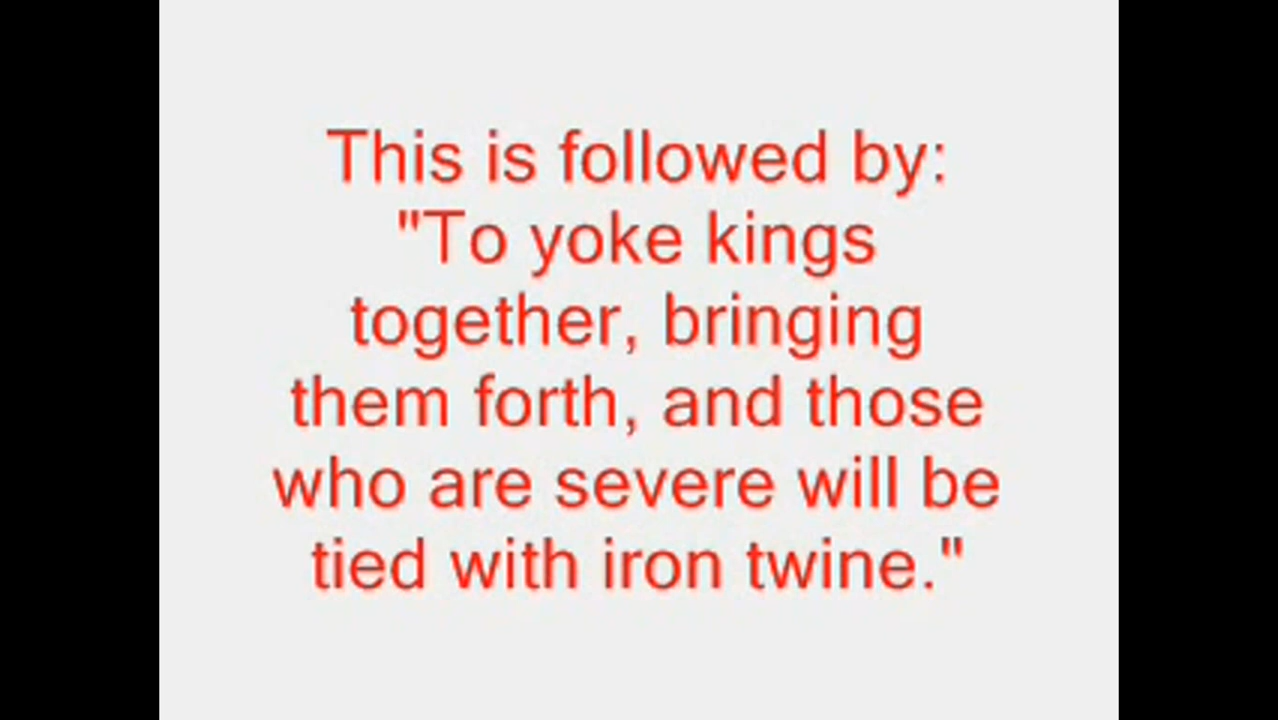 This is followed by:
"To yoke kings
together, bringing
them forth, and those
who are severe will be
tied with iron twine."